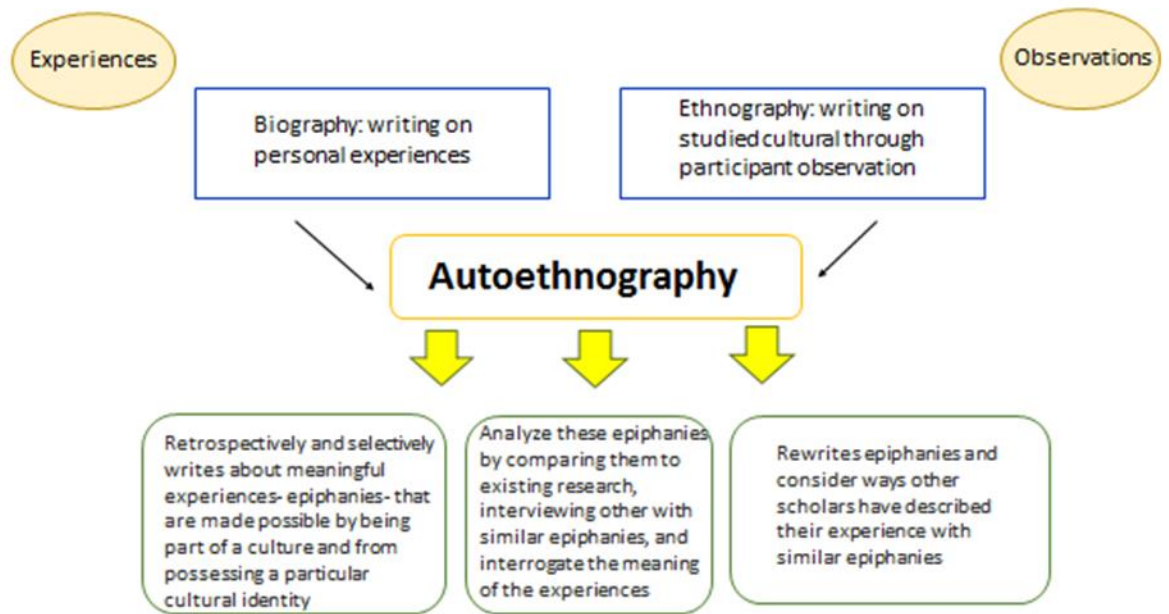 Experiences
Observations
Biography: writing on
personal experiences
Ethnography: writing on
studied cultural through
participant observation
Autoethnography
Retrospectively and selectively
writes about meaningful
experiences- epiphanies- that
are made possible by being
part of a culture and from
possessing a particular
cultural identity
Analyze these epiphanies
by comparing them to
existing research,
interviewing other with
similar epiphanies, and
interrogate the meaning
of the experiences
Rewrites epiphanies and
consider ways other
scholars have described
their experience with
similar epiphanies